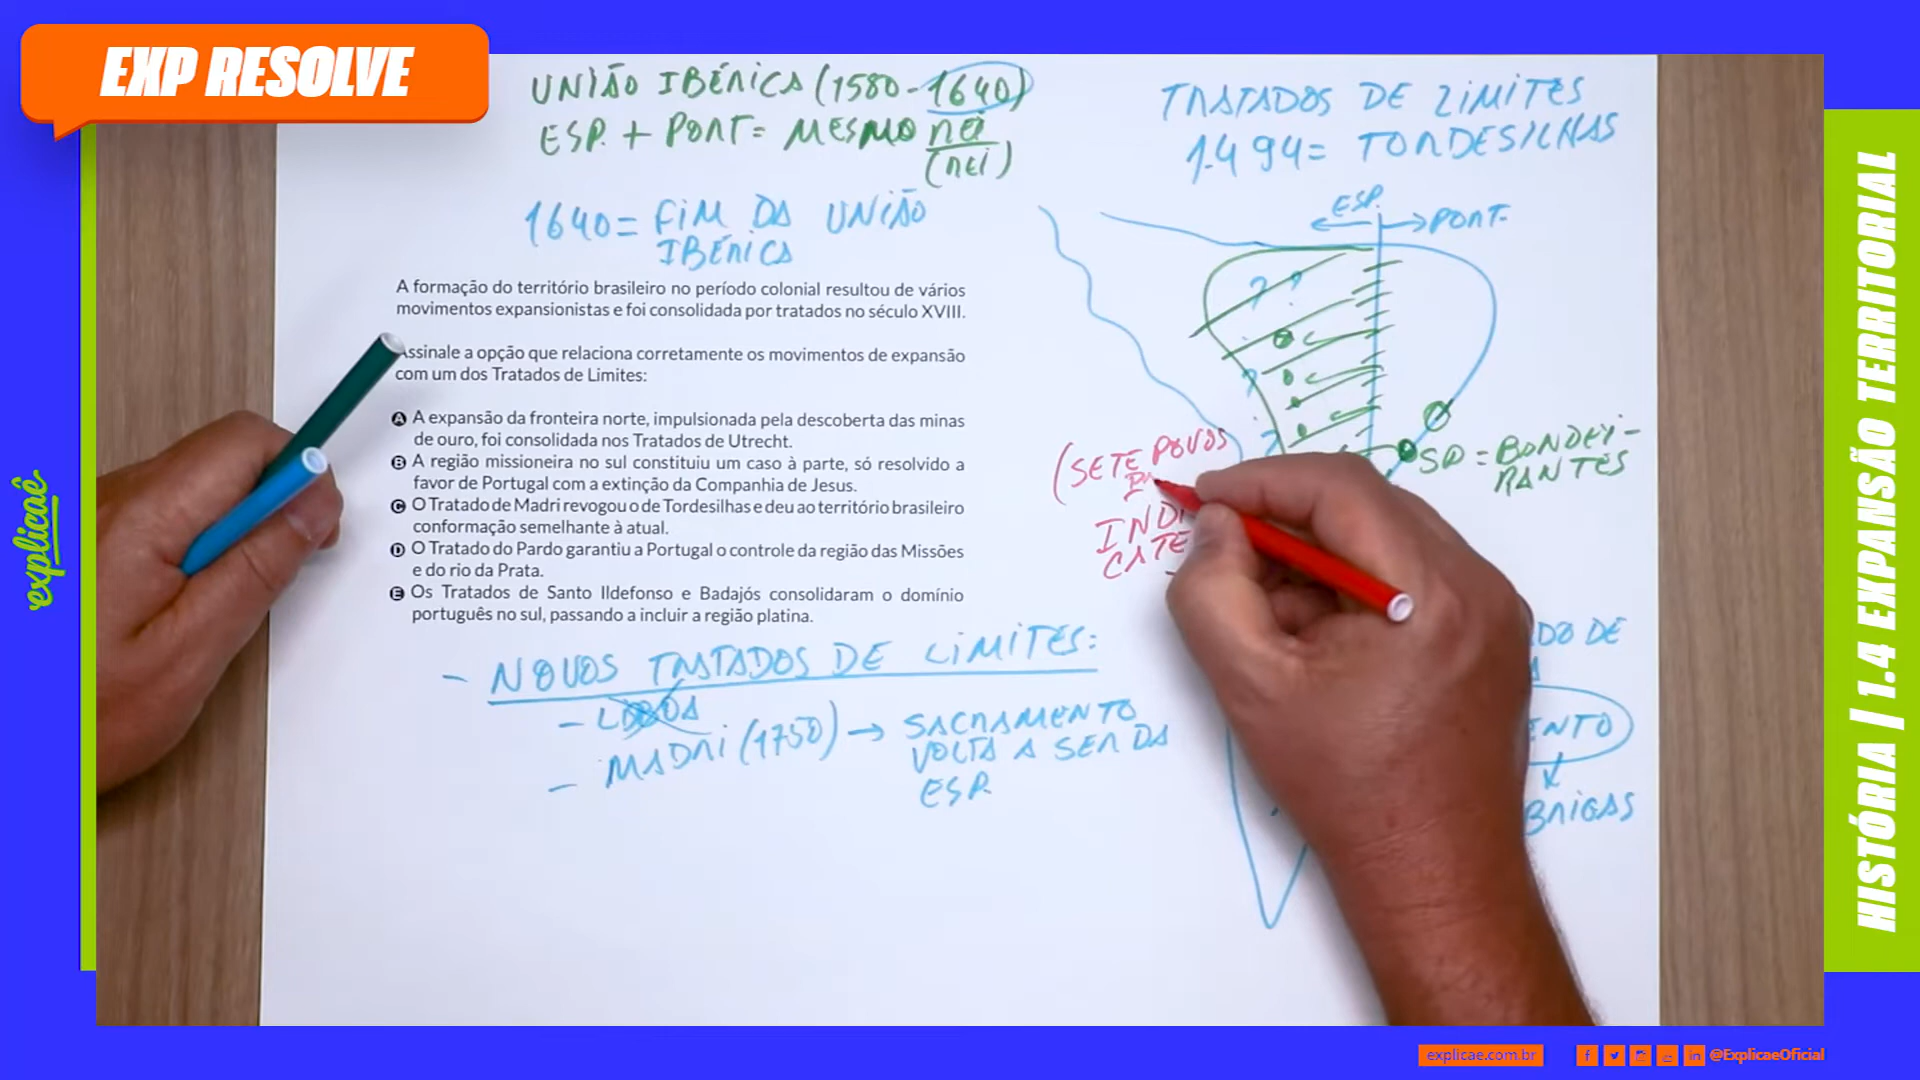 EXP RESOLVE
UNIÃO IBÉRICA (1580-1640)
ESP. + PORT = MESMO REI
(REI)
1640 = FIM DA UNIÃO
IBÉRICA
TRATADOS DE LIMITES
1494 = TORDESILHAS
ESP.
PORT
A formação do território brasileiro no período colonial resultou de vários
movimentos expansionistas e foi consolidada por tratados no século XVIII.
Assinale a opção que relaciona corretamente os movimentos de expansão
com um dos Tratados de Limites:
A A expansão da fronteira norte, impulsionada pela descoberta das minas
de ouro, foi consolidada nos Tratados de Utrecht.
B A região missioneira no sul constituiu um caso à parte, só resolvido a
favor de Portugal com a extinção da Companhia de Jesus.
C O Tratado de Madri revogou o de Tordesilhas e deu ao território brasileiro
conformação semelhante à atual.
D O Tratado do Pardo garantiu a Portugal o controle da região das Missões
e do rio da Prata.
E Os Tratados de Santo Ildefonso e Badajós consolidaram o domínio
português no sul, passando a incluir a região platina.
? ?
?
?
SP = BANDEI-
RANTES
(SETE POVOS
INDI
CATE
- NOVOS TRATADOS DE LIMITES:
- MADRI (1750) → SACRAMENTO
VOLTA A SER DA
ESP.
DO DE
ENTO
BRIGAS
explicaê
HISTÓRIA | 1.4 EXPANSÃO TERRITORIAL
explicae.com.br
@ExplicaeOficial